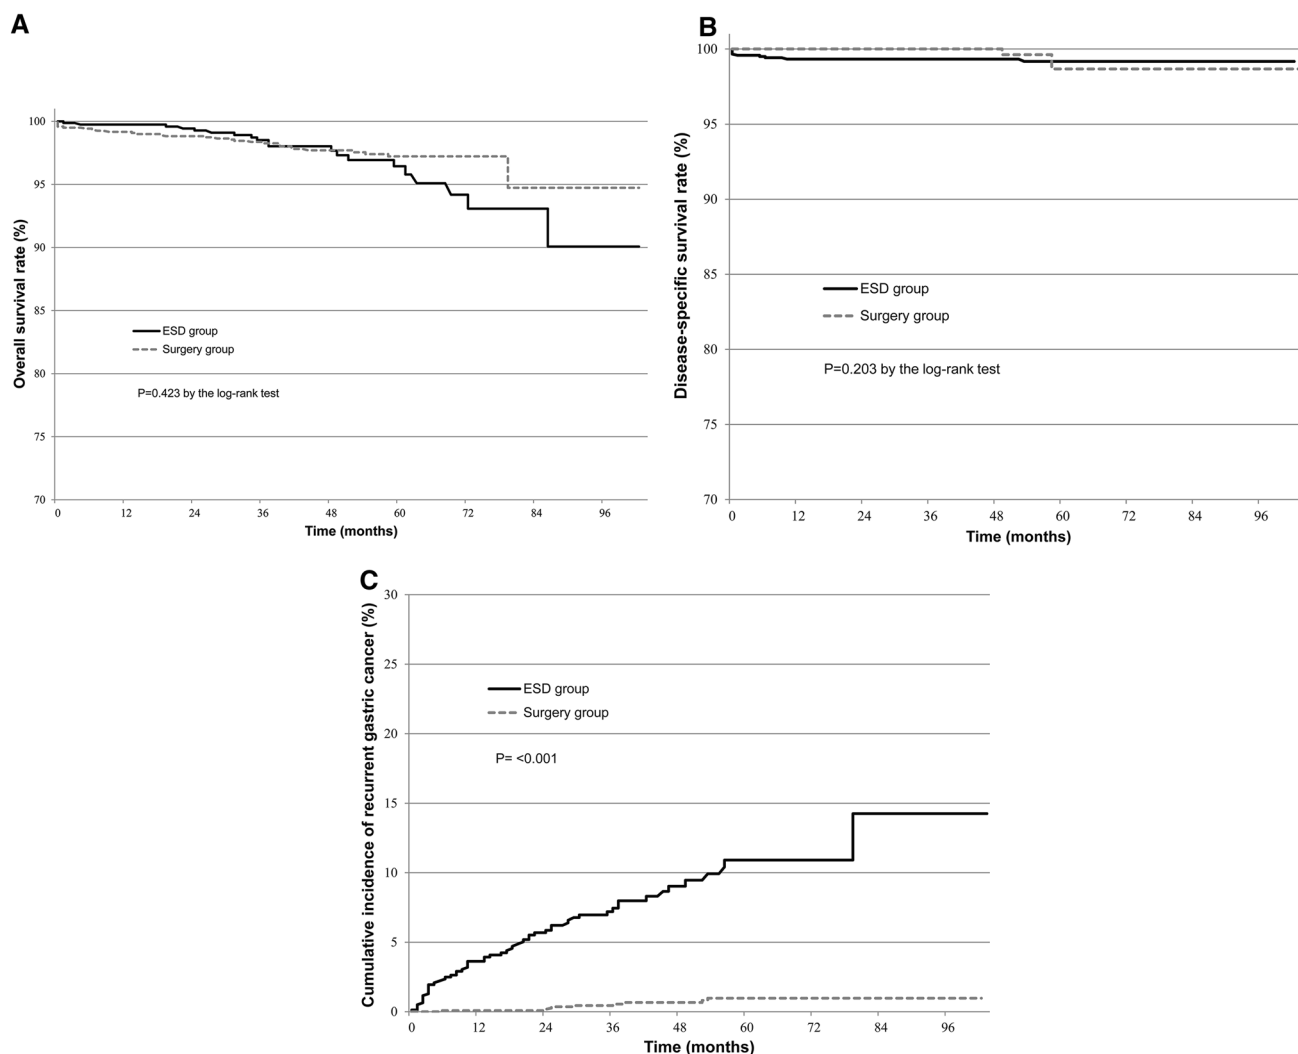 A
Overall survival rate (%)
100
95
90
85
80
75
70
ESD group
Surgery group
P=0.423 by the log-rank test
0 12 24 36 48 60 72 84 96
Time (months)
B
Disease-specific survival rate (%)
100
95
90
85
80
75
70
ESD group
Surgery group
P=0.203 by the log-rank test
0 12 24 36 48 60 72 84 96
Time (months)
C
Cumulative incidence of recurrent gastric cancer (%)
30
25
20
15
10
5
0
ESD group
Surgery group
P= <0.001
0 12 24 36 48 60 72 84 96
Time (months)